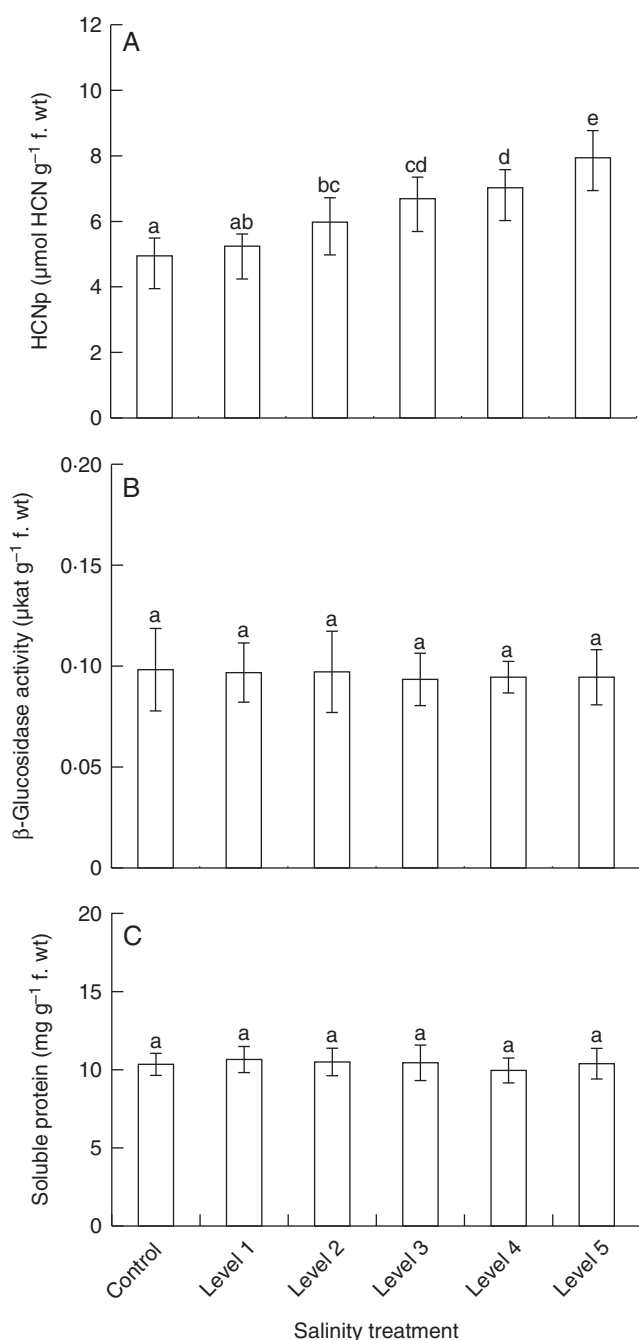 A
HCNp (µmol HCN g⁻¹ f. wt)
12
10
8
6
4
2
0
a
ab
bc
cd
d
e
B
β-Glucosidase activity (µkat g⁻¹ f. wt)
0·20
0·15
0·10
0·05
0
a
a
a
a
a
a
C
Soluble protein (mg g⁻¹ f. wt)
20
15
10
5
0
a
a
a
a
a
a
Control
Level 1
Level 2
Level 3
Level 4
Level 5
Salinity treatment